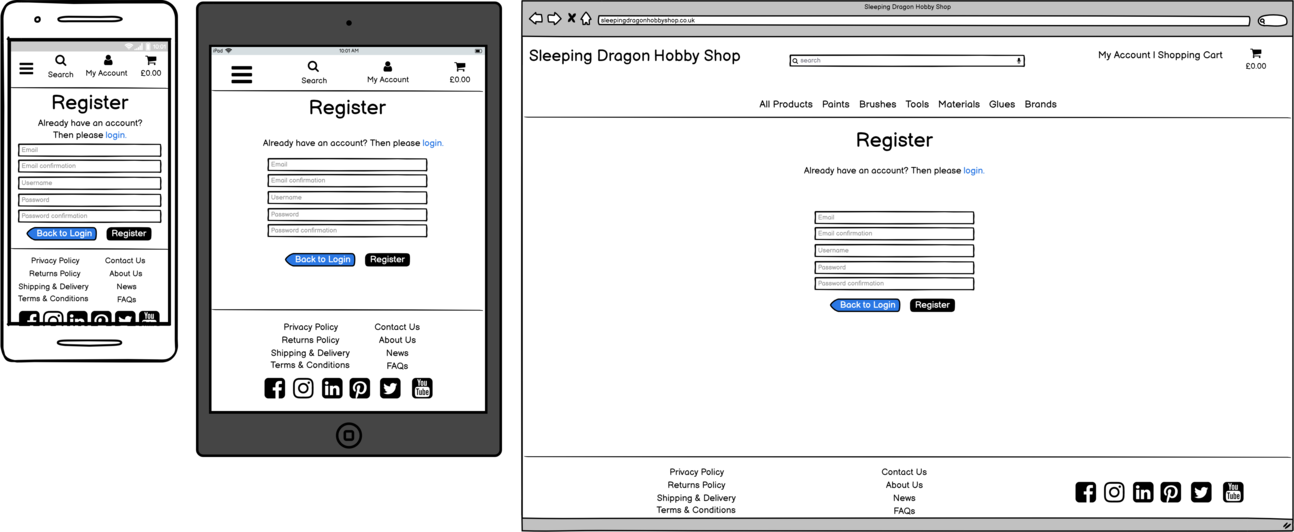 10:01
Search
My Account
£0.00
Register
Already have an account?
Then please login.
Email
Email confirmation
Username
Password
Password confirmation
Back to Login
Register
Privacy Policy
Contact Us
Returns Policy
About Us
Shipping & Delivery
News
Terms & Conditions
FAQs
You
iPad
10:01 AM
Search
My Account
£0.00
Register
Already have an account? Then please login.
Email
Email confirmation
Username
Password
Password confirmation
Back to Login
Register
Privacy Policy
Contact Us
Returns Policy
About Us
Shipping & Delivery
News
Terms & Conditions
FAQs
You
Tube
Sleeping Dragon Hobby Shop
sleepingdragonhobbyshop.co.uk
Sleeping Dragon Hobby Shop
search
My Account | Shopping Cart
£0.00
All Products Paints Brushes Tools Materials Glues Brands
Register
Already have an account? Then please login.
Email
Email confirmation
Username
Password
Password confirmation
Back to Login
Register
Privacy Policy
Contact Us
Returns Policy
About Us
Shipping & Delivery
News
Terms & Conditions
FAQs
You
Tube